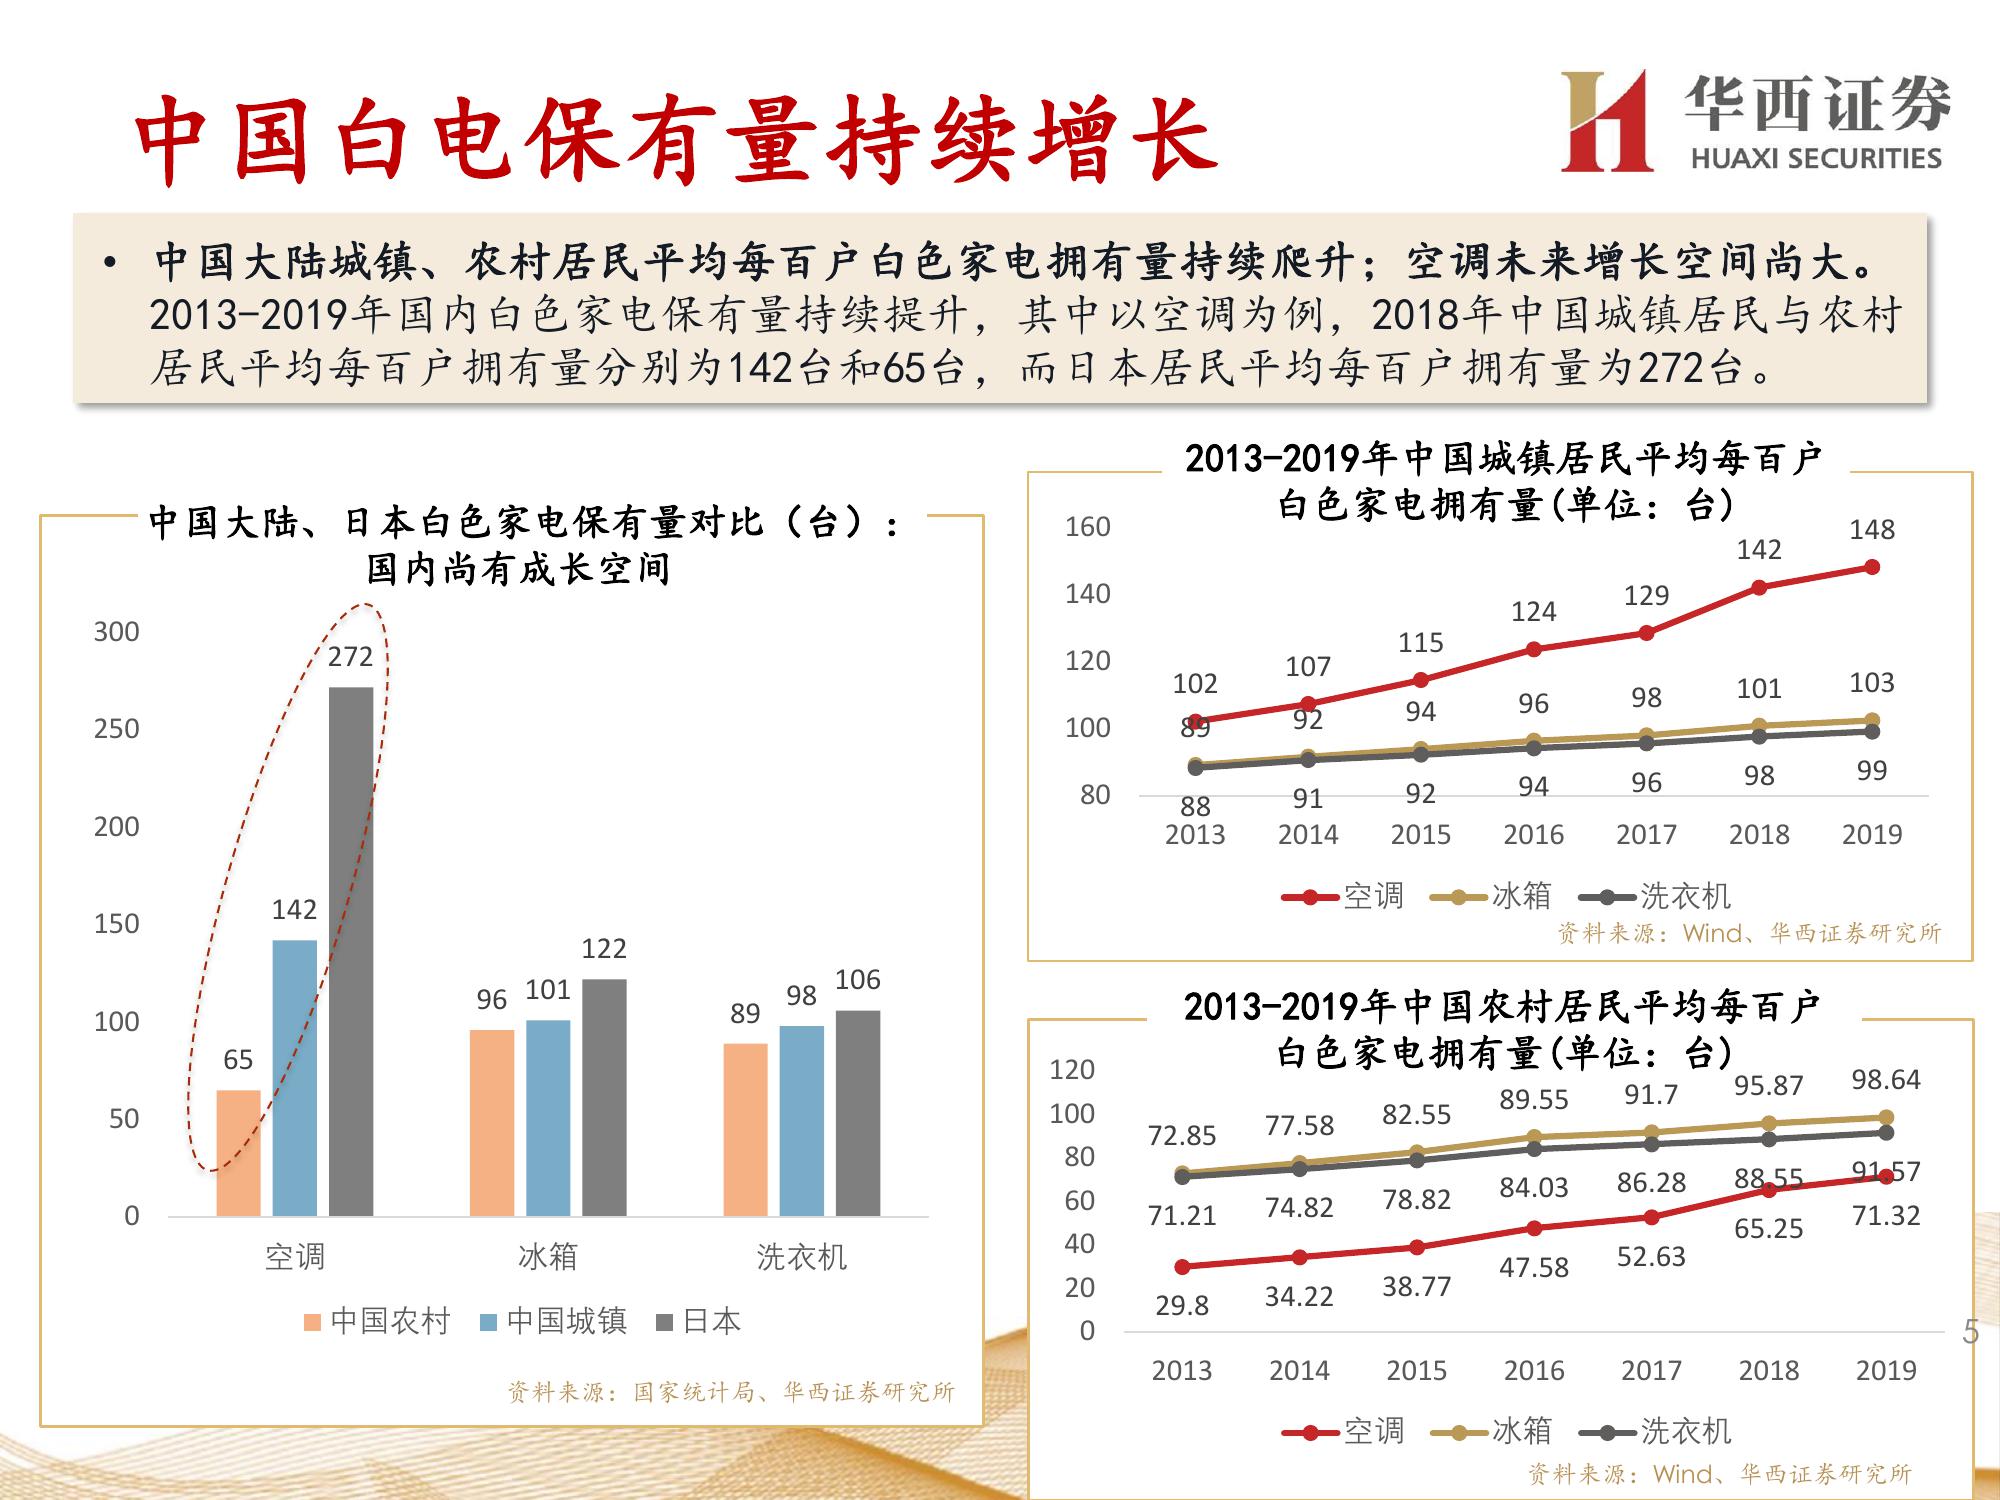 中国白电保有量持续增长
华西证券
HUAXI SECURITIES
• 中国大陆城镇、农村居民平均每百户白色家电拥有量持续爬升；空调未来增长空间尚大。
2013-2019年国内白色家电保有量持续提升，其中以空调为例，2018年中国城镇居民与农村
居民平均每百户拥有量分别为142台和65台，而日本居民平均每百户拥有量为272台。
中国大陆、日本白色家电保有量对比（台）：
国内尚有成长空间
300
250
200
150
100
50
0
65 142 272
96 101 122
89 98 106
空调 冰箱 洗衣机
中国农村 中国城镇 日本
资料来源：国家统计局、华西证券研究所
2013-2019年中国城镇居民平均每百户
白色家电拥有量(单位：台)
160
140
120
100
80
102 107 115 124 129 142 148
89 92 94 96 98 101 103
88 91 92 94 96 98 99
2013 2014 2015 2016 2017 2018 2019
空调 冰箱 洗衣机
资料来源：Wind、华西证券研究所
2013-2019年中国农村居民平均每百户
白色家电拥有量(单位：台)
120
100
80
60
40
20
0
72.85 77.58 82.55 89.55 91.7 95.87 98.64
71.21 74.82 78.82 84.03 86.28 88.55 91.57
29.8 34.22 38.77 47.58 52.63 65.25 71.32
2013 2014 2015 2016 2017 2018 2019
空调 冰箱 洗衣机
资料来源：Wind、华西证券研究所
5